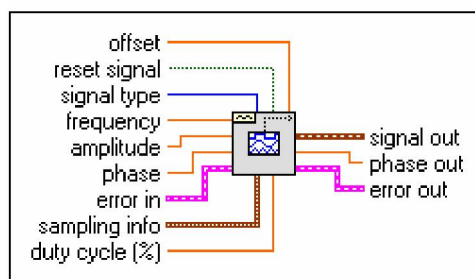 offset
reset signal
signal type
frequency
amplitude
phase
error in
sampling info
duty cycle (%)
signal out
phase out
error out